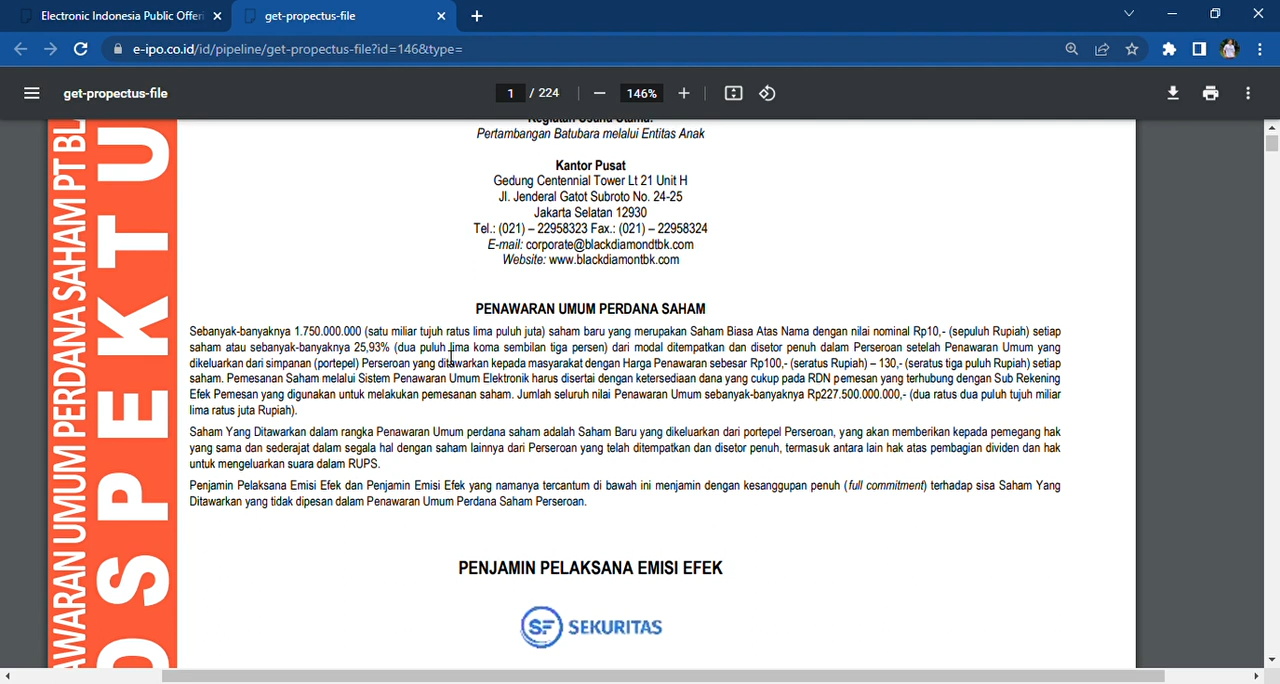 Electronic Indonesia Public Offeri
get-propectus-file
e-ipo.co.id/id/pipeline/get-propectus-file?id=146&type=
get-propectus-file
1 / 224
146%
Kegiatan Usaha Utama:
Pertambangan Batubara melalui Entitas Anak
Kantor Pusat
Gedung Centennial Tower Lt 21 Unit H
Jl. Jenderal Gatot Subroto No. 24-25
Jakarta Selatan 12930
Tel.: (021) – 22958323 Fax.: (021) – 22958324
E-mail: corporate@blackdiamondtbk.com
Website: www.blackdiamontbk.com
PENAWARAN UMUM PERDANA SAHAM
Sebanyak-banyaknya 1.750.000.000 (satu miliar tujuh ratus lima puluh juta) saham baru yang merupakan Saham Biasa Atas Nama dengan nilai nominal Rp10,- (sepuluh Rupiah) setiap
saham atau sebanyak-banyaknya 25,93% (dua puluh lima koma sembilan tiga persen) dari modal ditempatkan dan disetor penuh dalam Perseroan setelah Penawaran Umum yang
dikeluarkan dari simpanan (portepel) Perseroan yang ditawarkan kepada masyarakat dengan Harga Penawaran sebesar Rp100,- (seratus Rupiah) – 130,- (seratus tiga puluh Rupiah) setiap
saham. Pemesanan Saham melalui Sistem Penawaran Umum Elektronik harus disertai dengan ketersediaan dana yang cukup pada RDN pemesan yang terhubung dengan Sub Rekening
Efek Pemesan yang digunakan untuk melakukan pemesanan saham. Jumlah seluruh nilai Penawaran Umum sebanyak-banyaknya Rp227.500.000.000,- (dua ratus dua puluh tujuh miliar
lima ratus juta Rupiah).
Saham Yang Ditawarkan dalam rangka Penawaran Umum perdana saham adalah Saham Baru yang dikeluarkan dari portepel Perseroan, yang akan memberikan kepada pemegang hak
yang sama dan sederajat dalam segala hal dengan saham lainnya dari Perseroan yang telah ditempatkan dan disetor penuh, termasuk antara lain hak atas pembagian dividen dan hak
untuk mengeluarkan suara dalam RUPS.
Penjamin Pelaksana Emisi Efek dan Penjamin Emisi Efek yang namanya tercantum di bawah ini menjamin dengan kesanggupan penuh (full commitment) terhadap sisa Saham Yang
Ditawarkan yang tidak dipesan dalam Penawaran Umum Perdana Saham Perseroan.
PENJAMIN PELAKSANA EMISI EFEK
SF SEKURITAS
AWARAN UMUM PERDANA SAHAM PT BL
OSPEKTU